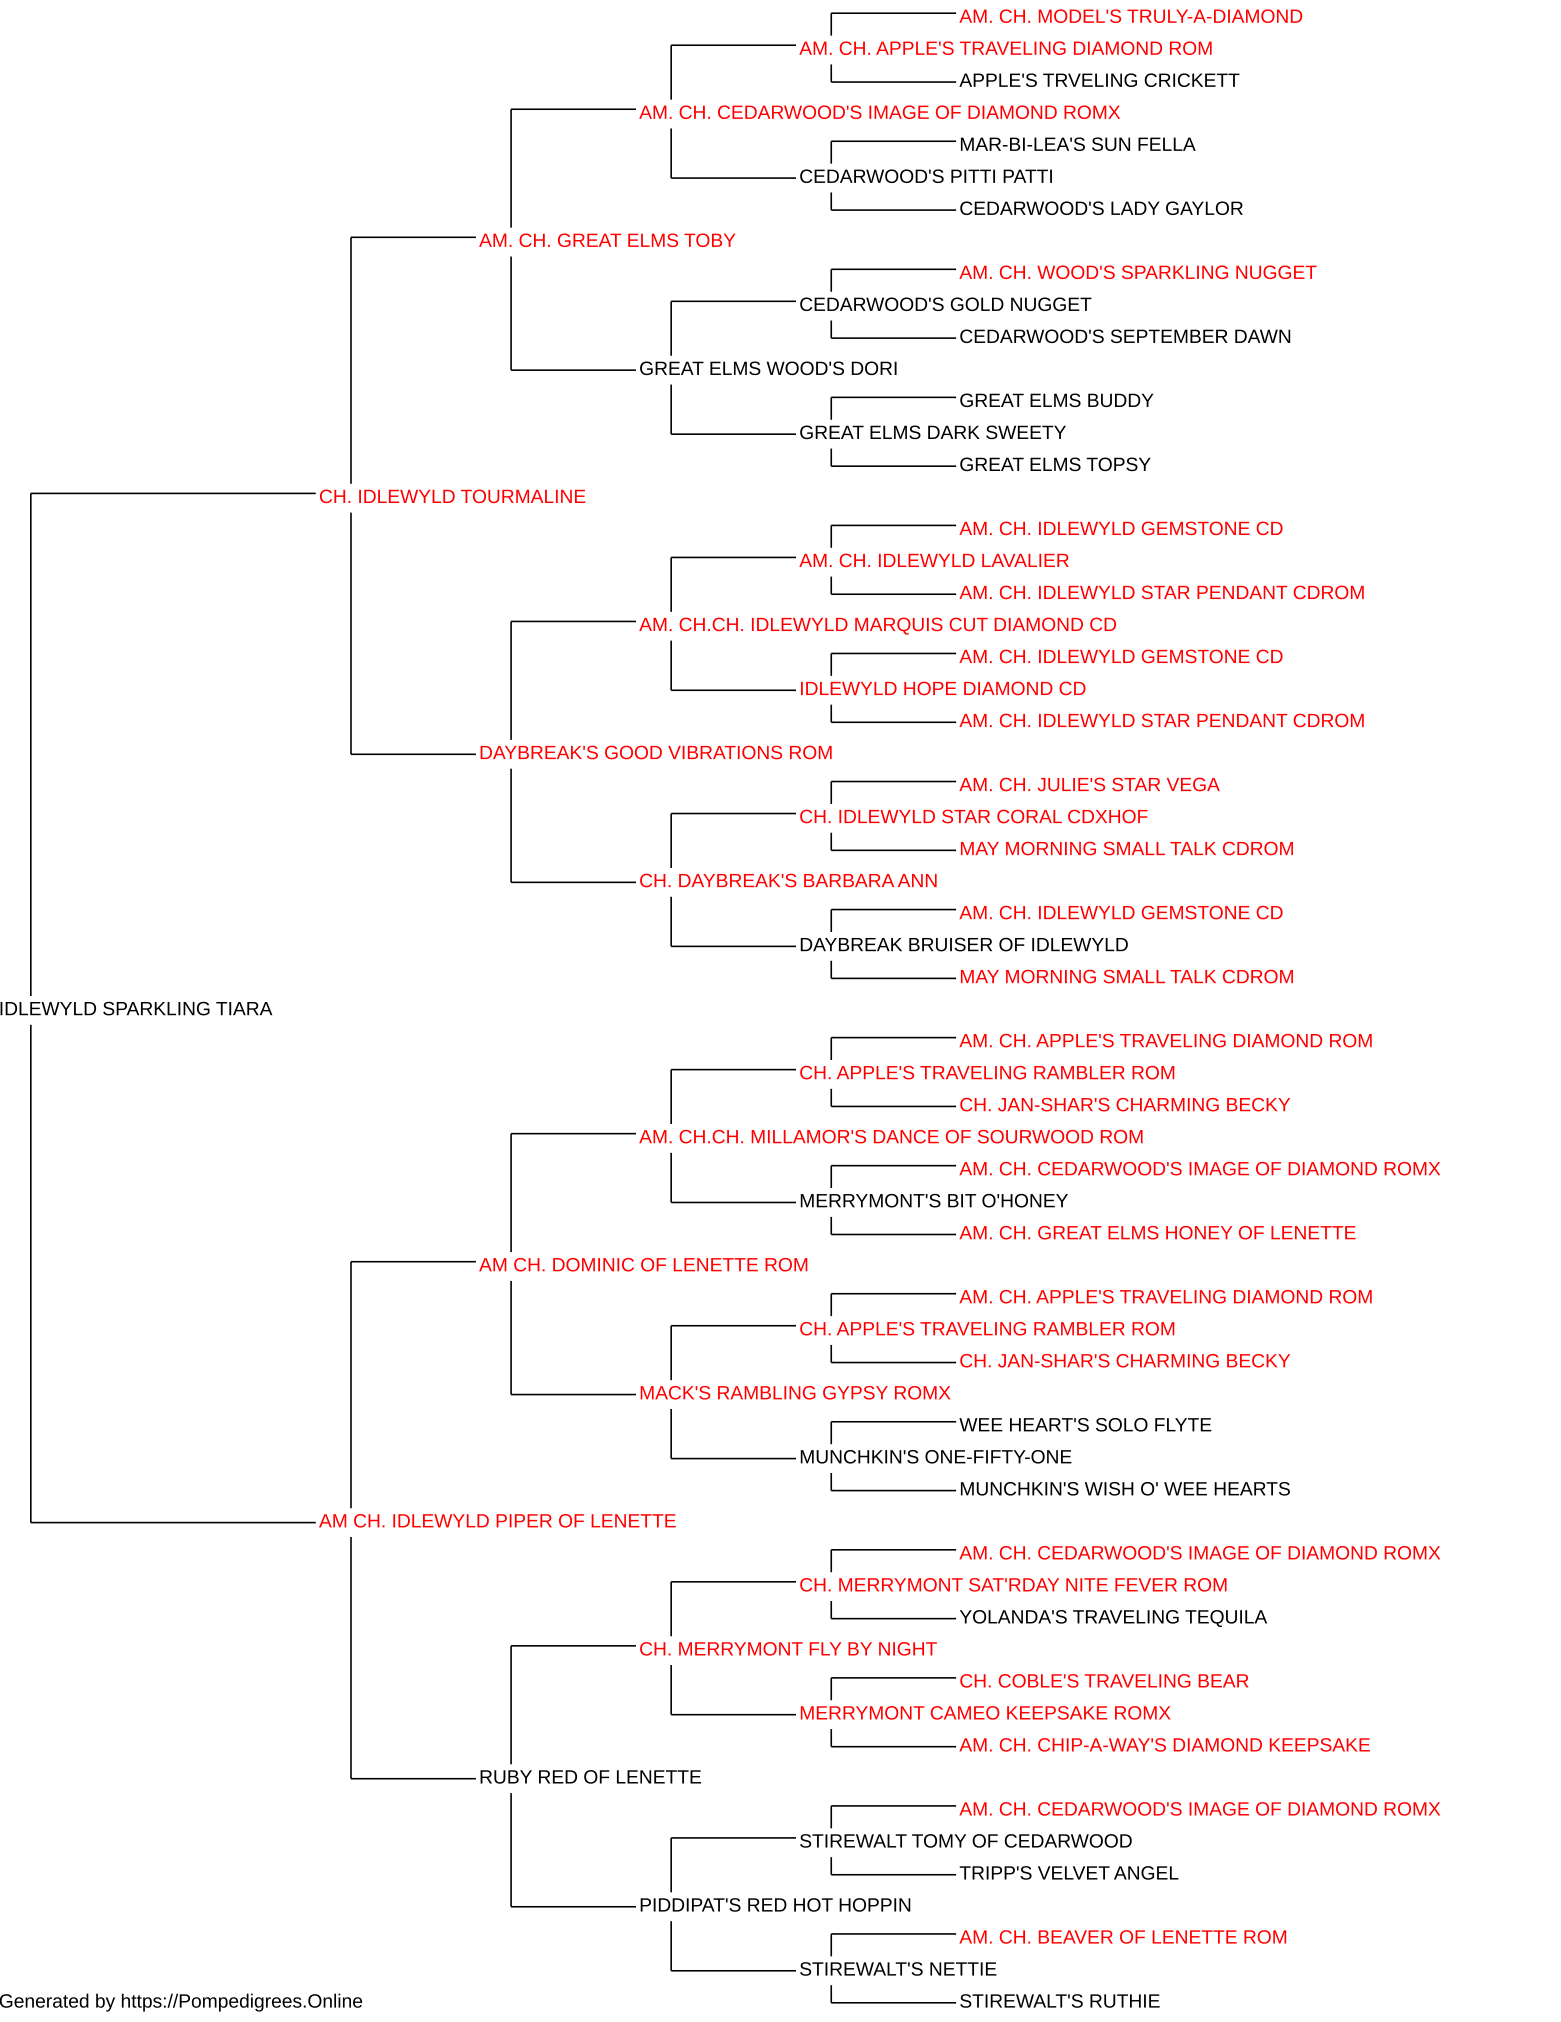 AM. CH. MODEL'S TRULY-A-DIAMOND
AM. CH. APPLE'S TRAVELING DIAMOND ROM
APPLE'S TRVELING CRICKETT
AM. CH. CEDARWOOD'S IMAGE OF DIAMOND ROMX
MAR-BI-LEA'S SUN FELLA
CEDARWOOD'S PITTI PATTI
CEDARWOOD'S LADY GAYLOR
AM. CH. GREAT ELMS TOBY
AM. CH. WOOD'S SPARKLING NUGGET
CEDARWOOD'S GOLD NUGGET
CEDARWOOD'S SEPTEMBER DAWN
GREAT ELMS WOOD'S DORI
GREAT ELMS BUDDY
GREAT ELMS DARK SWEETY
GREAT ELMS TOPSY
CH. IDLEWYLD TOURMALINE
AM. CH. IDLEWYLD GEMSTONE CD
AM. CH. IDLEWYLD LAVALIER
AM. CH. IDLEWYLD STAR PENDANT CDROM
AM. CH.CH. IDLEWYLD MARQUIS CUT DIAMOND CD
AM. CH. IDLEWYLD GEMSTONE CD
IDLEWYLD HOPE DIAMOND CD
AM. CH. IDLEWYLD STAR PENDANT CDROM
DAYBREAK'S GOOD VIBRATIONS ROM
AM. CH. JULIE'S STAR VEGA
CH. IDLEWYLD STAR CORAL CDXHOF
MAY MORNING SMALL TALK CDROM
CH. DAYBREAK'S BARBARA ANN
AM. CH. IDLEWYLD GEMSTONE CD
DAYBREAK BRUISER OF IDLEWYLD
MAY MORNING SMALL TALK CDROM
IDLEWYLD SPARKLING TIARA
AM. CH. APPLE'S TRAVELING DIAMOND ROM
CH. APPLE'S TRAVELING RAMBLER ROM
CH. JAN-SHAR'S CHARMING BECKY
AM. CH.CH. MILLAMOR'S DANCE OF SOURWOOD ROM
AM. CH. CEDARWOOD'S IMAGE OF DIAMOND ROMX
MERRYMONT'S BIT O'HONEY
AM. CH. GREAT ELMS HONEY OF LENETTE
AM CH. DOMINIC OF LENETTE ROM
AM. CH. APPLE'S TRAVELING DIAMOND ROM
CH. APPLE'S TRAVELING RAMBLER ROM
CH. JAN-SHAR'S CHARMING BECKY
MACK'S RAMBLING GYPSY ROMX
WEE HEART'S SOLO FLYTE
MUNCHKIN'S ONE-FIFTY-ONE
MUNCHKIN'S WISH O' WEE HEARTS
AM CH. IDLEWYLD PIPER OF LENETTE
AM. CH. CEDARWOOD'S IMAGE OF DIAMOND ROMX
CH. MERRYMONT SAT'RDAY NITE FEVER ROM
YOLANDA'S TRAVELING TEQUILA
CH. MERRYMONT FLY BY NIGHT
CH. COBLE'S TRAVELING BEAR
MERRYMONT CAMEO KEEPSAKE ROMX
AM. CH. CHIP-A-WAY'S DIAMOND KEEPSAKE
RUBY RED OF LENETTE
AM. CH. CEDARWOOD'S IMAGE OF DIAMOND ROMX
STIREWALT TOMY OF CEDARWOOD
TRIPP'S VELVET ANGEL
PIDDIPAT'S RED HOT HOPPIN
AM. CH. BEAVER OF LENETTE ROM
STIREWALT'S NETTIE
STIREWALT'S RUTHIE
Generated by https://Pompedigrees.Online